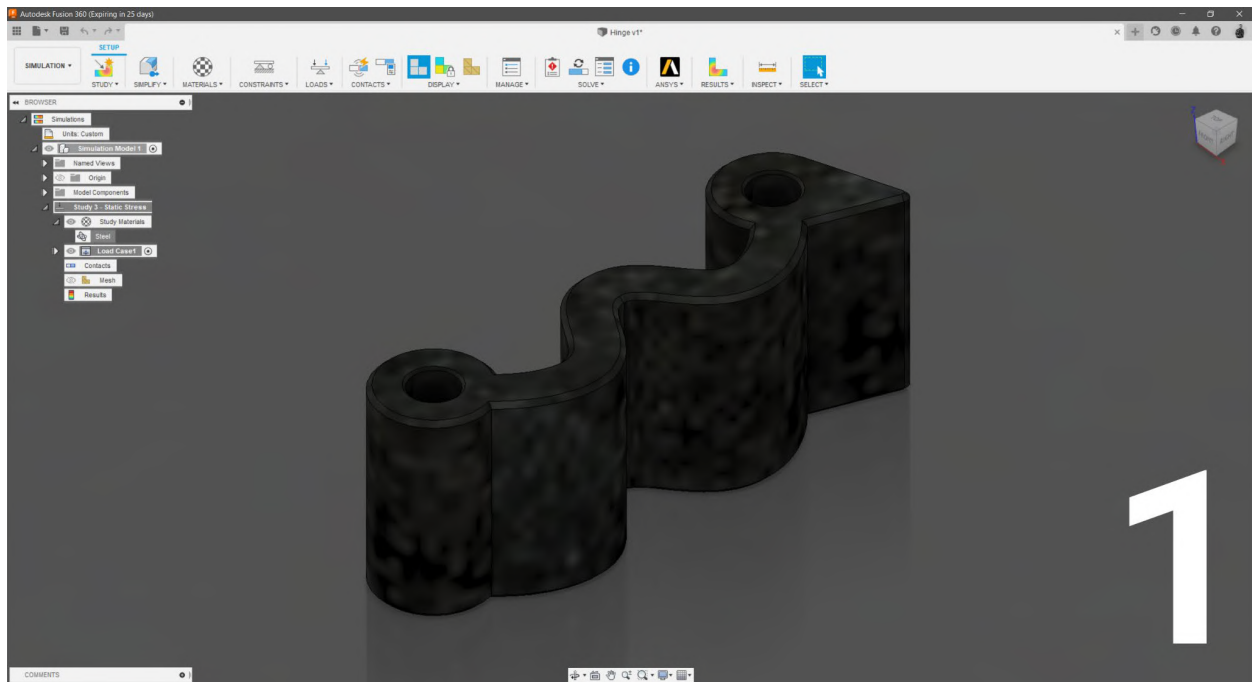 Autodesk Fusion 360 (Expiring in 25 days)
Hinge v1*
SETUP
SIMULATION
STUDY
SIMPLIFY
MATERIALS
CONSTRAINTS
LOADS
CONTACTS
DISPLAY
MANAGE
SOLVE
ANSYS
RESULTS
INSPECT
SELECT
BROWSER
Simulations
Units: Custom
Simulation Model 1
Named Views
Origin
Model Components
Study 3 - Static Stress
Study Materials
Steel
Load Case1
Contacts
Mesh
Results
TOP
Z
1
COMMENTS